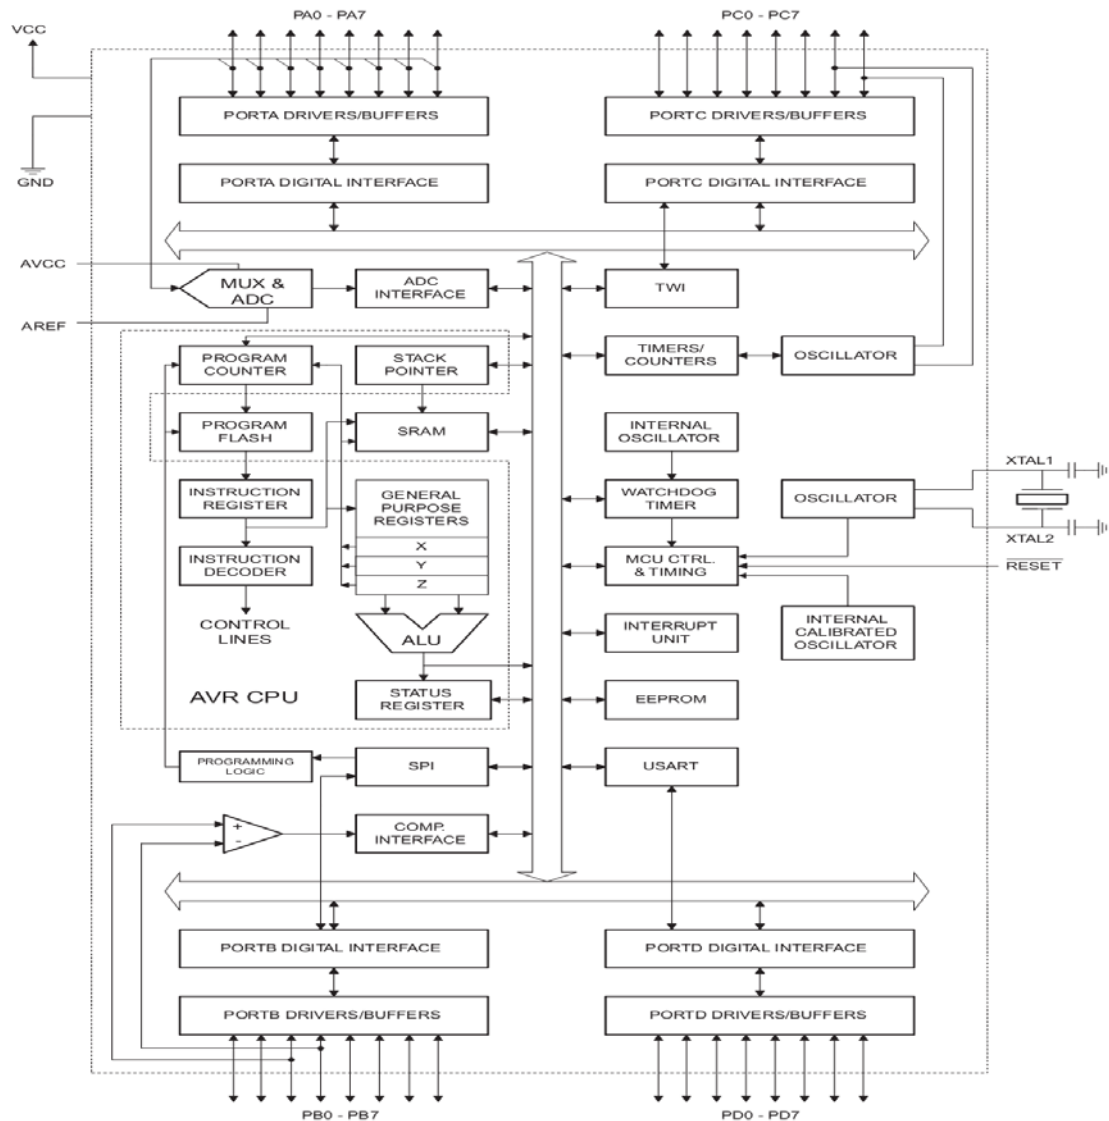 PA0 - PA7
PC0 - PC7
VCC
PORTA DRIVERS/BUFFERS
PORTC DRIVERS/BUFFERS
GND
PORTA DIGITAL INTERFACE
PORTC DIGITAL INTERFACE
AVCC
MUX &
ADC
ADC
INTERFACE
TWI
AREF
PROGRAM
COUNTER
STACK
POINTER
TIMERS/
COUNTERS
OSCILLATOR
PROGRAM
FLASH
SRAM
INTERNAL
OSCILLATOR
XTAL1
INSTRUCTION
REGISTER
GENERAL
PURPOSE
REGISTERS
WATCHDOG
TIMER
OSCILLATOR
XTAL2
X
INSTRUCTION
DECODER
Y
MCU CTRL.
& TIMING
RESET
Z
CONTROL
LINES
ALU
INTERRUPT
UNIT
INTERNAL
CALIBRATED
OSCILLATOR
AVR CPU
STATUS
REGISTER
EEPROM
PROGRAMMING
LOGIC
SPI
USART
+
-
COMP.
INTERFACE
PORTB DIGITAL INTERFACE
PORTD DIGITAL INTERFACE
PORTB DRIVERS/BUFFERS
PORTD DRIVERS/BUFFERS
PB0 - PB7
PD0 - PD7